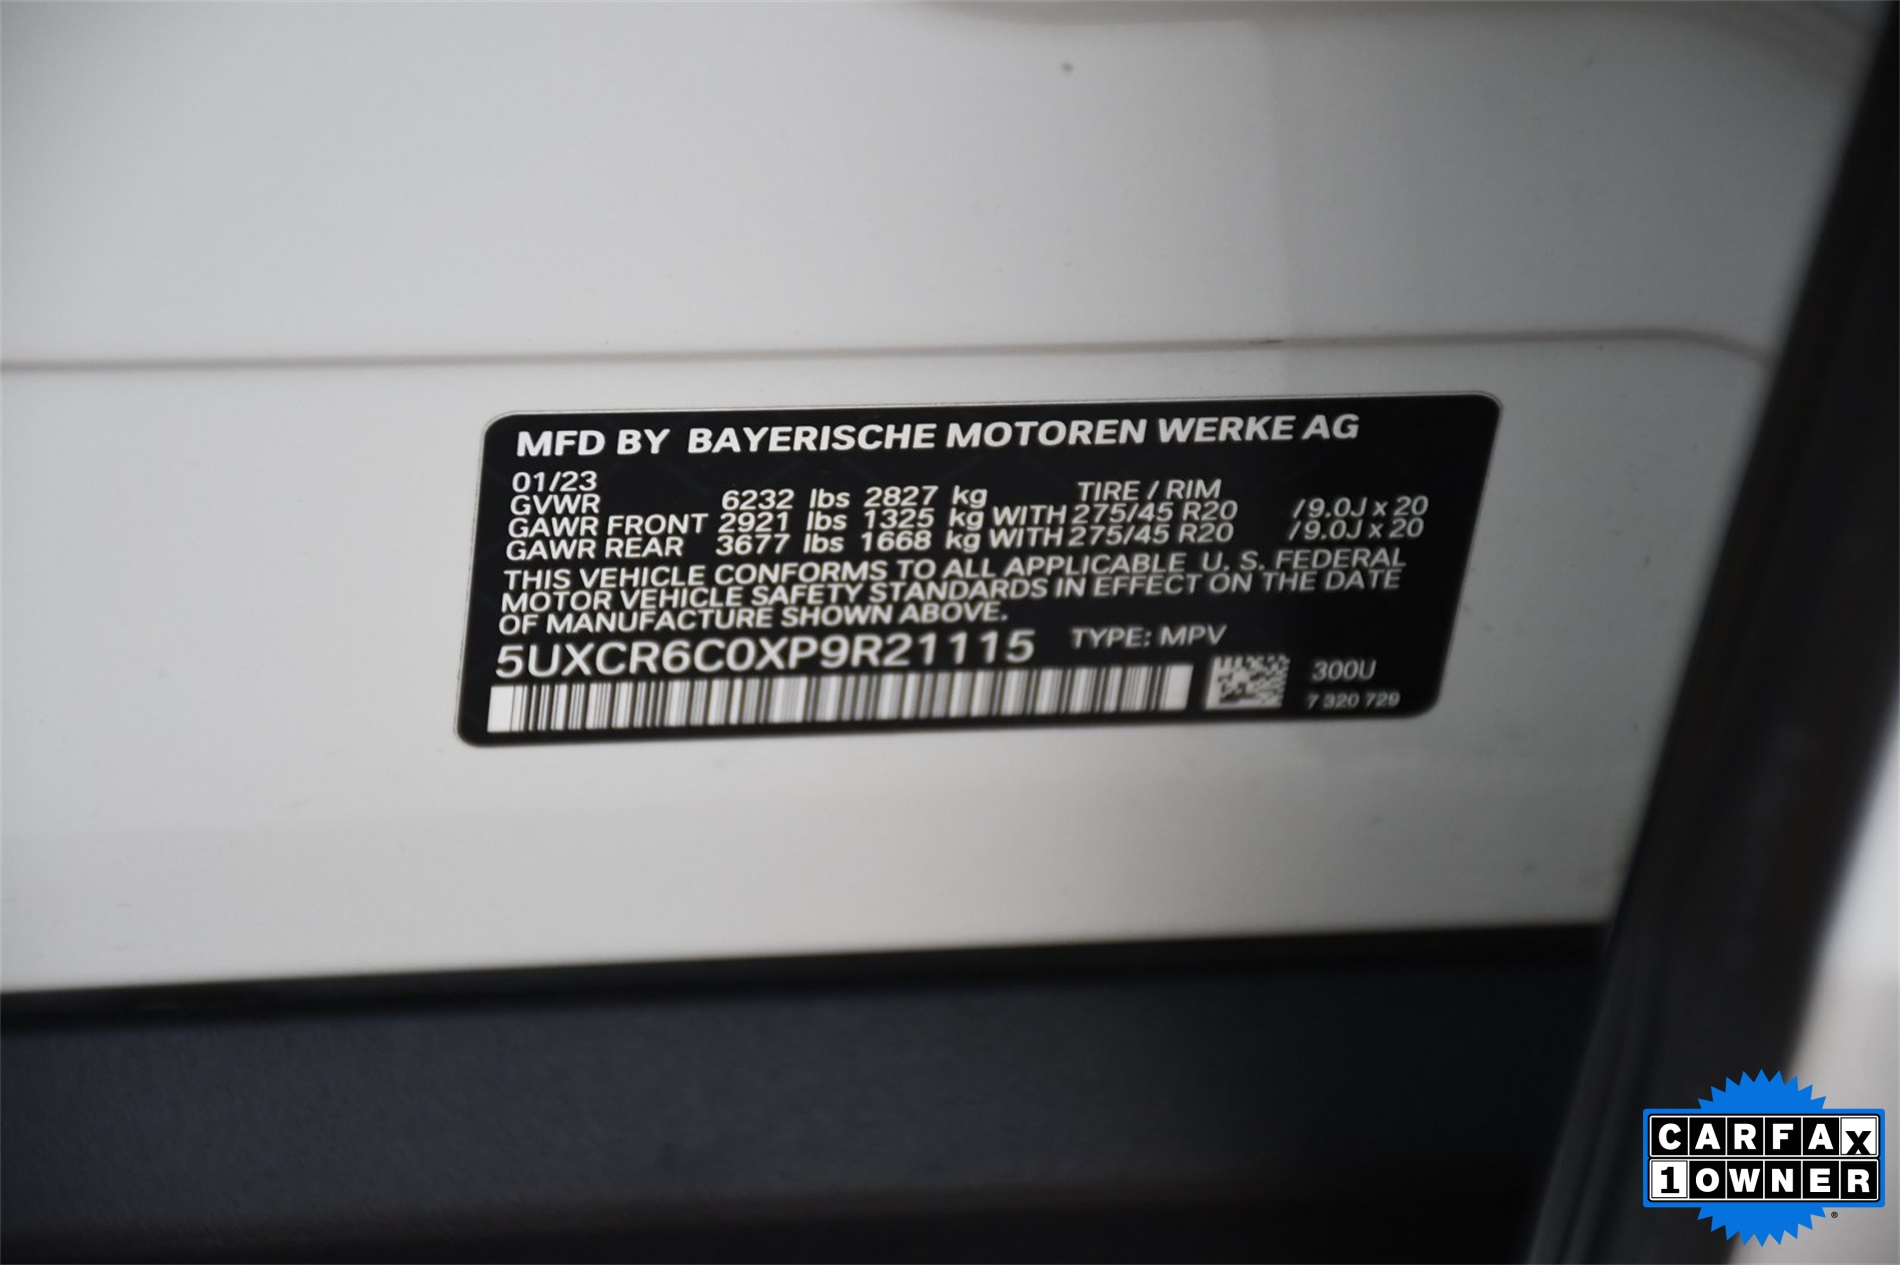 MFD BY BAYERISCHE MOTOREN WERKE AG
01/23 TIRE / RIM
GVWR 6232 lbs 2827 kg
GAWR FRONT 2921 lbs 1325 kg WITH 275/45 R20 /9.0J x 20
GAWR REAR 3677 lbs 1668 kg WITH 275/45 R20 /9.0J x 20
THIS VEHICLE CONFORMS TO ALL APPLICABLE U. S. FEDERAL
MOTOR VEHICLE SAFETY STANDARDS IN EFFECT ON THE DATE
OF MANUFACTURE SHOWN ABOVE.
5UXCR6C0XP9R21115 TYPE: MPV
300U
7 320 729
CARFAX
1 OWNER
®